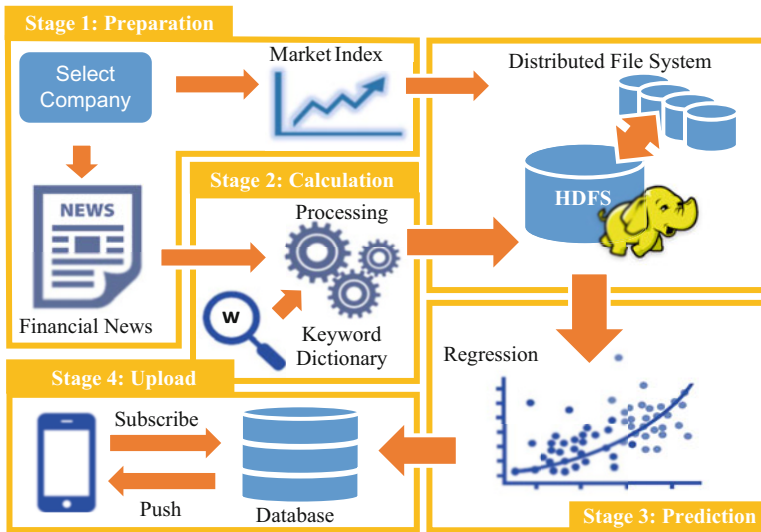 Stage 1: Preparation
Select
Company
Market Index
NEWS
Financial News
Distributed File System
HDFS
Stage 2: Calculation
Processing
W
Keyword
Dictionary
Regression
Stage 3: Prediction
Stage 4: Upload
Subscribe
Push
Database